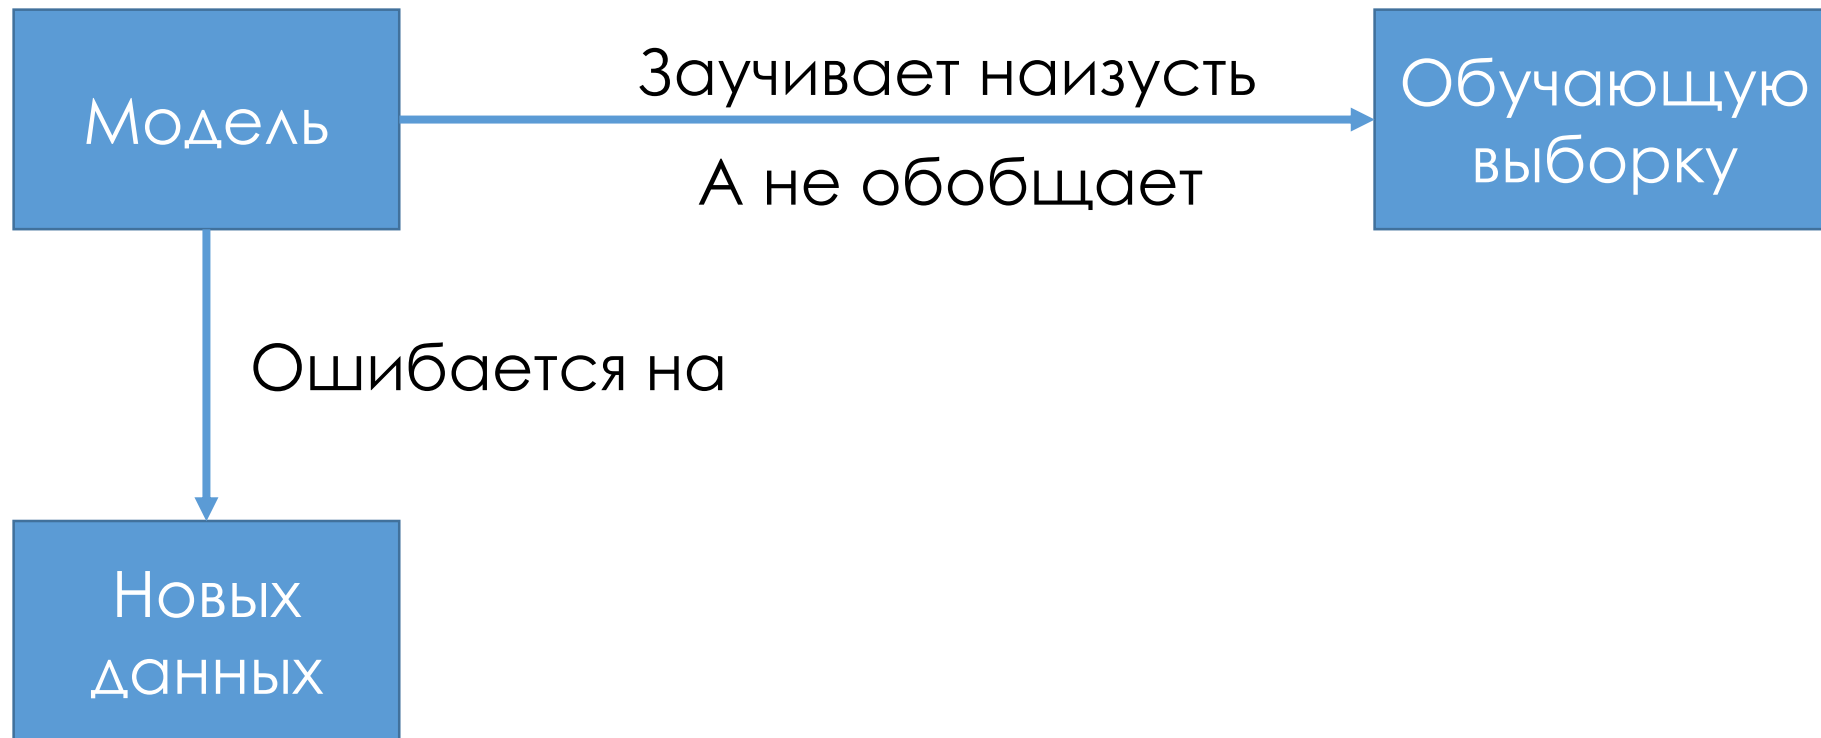 Модель
Заучивает наизусть
А не обобщает
Обучающую
выборку
Ошибается на
Новых
данных